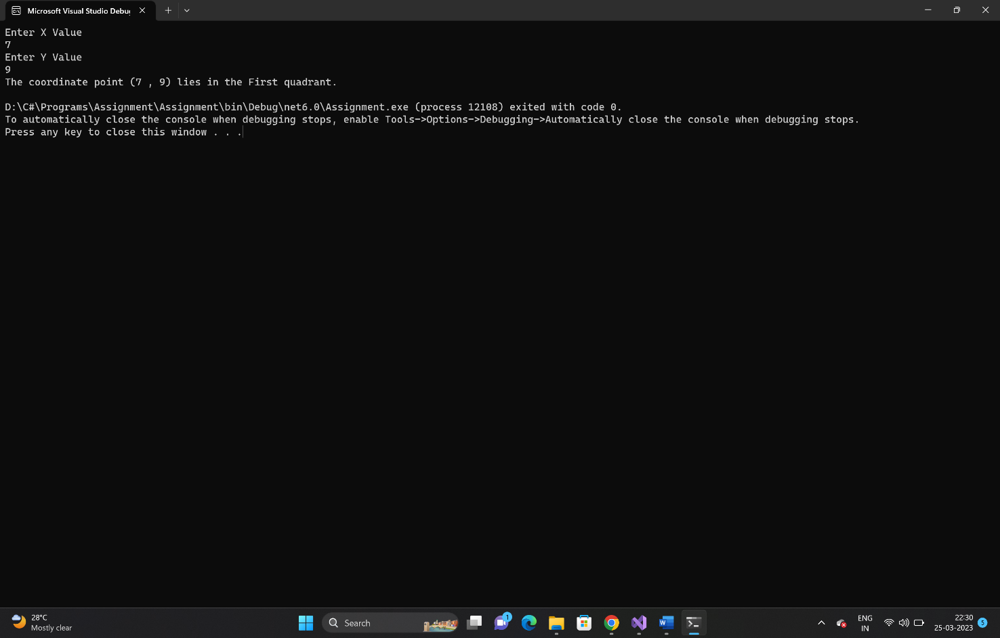 Microsoft Visual Studio Debu
Enter X Value
7
Enter Y Value
9
The coordinate point (7 , 9) lies in the First quadrant.
D:\C#\Programs\Assignment\Assignment\bin\Debug\net6.0\Assignment.exe (process 12108) exited with code 0.
To automatically close the console when debugging stops, enable Tools->Options->Debugging->Automatically close the console when debugging stops.
Press any key to close this window . . .
28°C
Mostly clear
Search
1
ENG
IN
22:30
25-03-2023
5